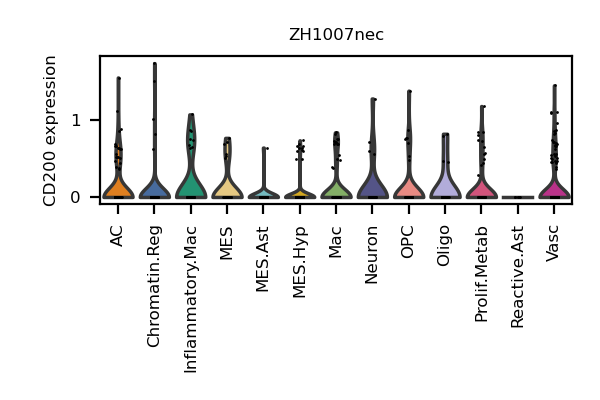 ZH1007nec
CD200 expression
1
0
AC
Chromatin.Reg
Inflammatory.Mac
MES
MES.Ast
MES.Hyp
Mac
Neuron
OPC
Oligo
Prolif.Metab
Reactive.Ast
Vasc